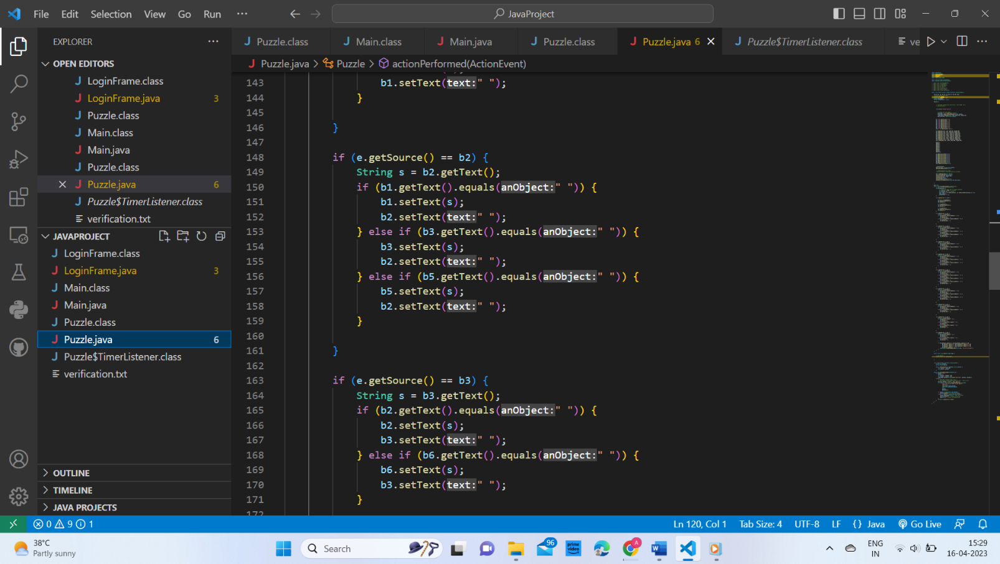 File Edit Selection View Go Run ··· JavaProject
EXPLORER ···
Puzzle.class Main.class Main.java Puzzle.class Puzzle.java 6 Puzzle$TimerListener.class ve
OPEN EDITORS
Puzzle.java > Puzzle > actionPerformed(ActionEvent)
LoginFrame.class
LoginFrame.java 3
Puzzle.class
Main.class
Main.java
Puzzle.class
Puzzle.java 6
Puzzle$TimerListener.class
verification.txt
JAVAPROJECT
LoginFrame.class
LoginFrame.java 3
Main.class
Main.java
Puzzle.class
Puzzle.java 6
Puzzle$TimerListener.class
verification.txt
OUTLINE
TIMELINE
JAVA PROJECTS
143 b1.setText(text:" ");
144 }
145
146 }
147
148 if (e.getSource() == b2) {
149 String s = b2.getText();
150 if (b1.getText().equals(anObject:" ")) {
151 b1.setText(s);
152 b2.setText(text:" ");
153 } else if (b3.getText().equals(anObject:" ")) {
154 b3.setText(s);
155 b2.setText(text:" ");
156 } else if (b5.getText().equals(anObject:" ")) {
157 b5.setText(s);
158 b2.setText(text:" ");
159 }
160
161 }
162
163 if (e.getSource() == b3) {
164 String s = b3.getText();
165 if (b2.getText().equals(anObject:" ")) {
166 b2.setText(s);
167 b3.setText(text:" ");
168 } else if (b6.getText().equals(anObject:" ")) {
169 b6.setText(s);
170 b3.setText(text:" ");
171 }
172
0 9 1 Ln 120, Col 1 Tab Size: 4 UTF-8 LF {} Java Go Live
38°C
Partly sunny
Search
96
prime video
A
ENG
IN
15:29
16-04-2023